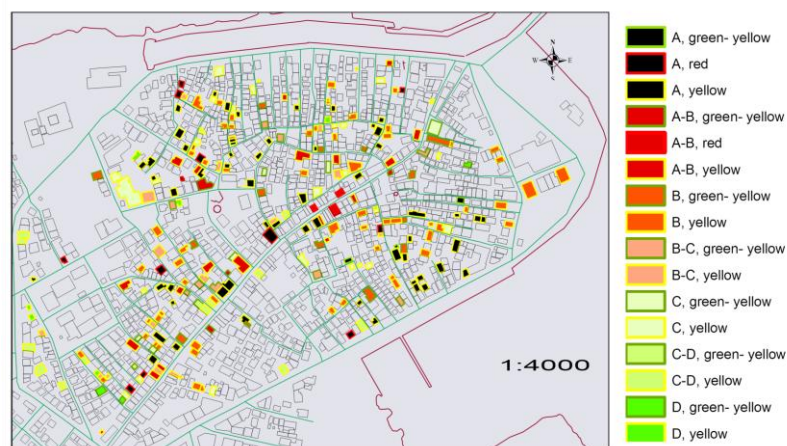 N
W E
S
1:4000
A, green- yellow
A, red
A, yellow
A-B, green- yellow
A-B, red
A-B, yellow
B, green- yellow
B, yellow
B-C, green- yellow
B-C, yellow
C, green- yellow
C, yellow
C-D, green- yellow
C-D, yellow
D, green- yellow
D, yellow